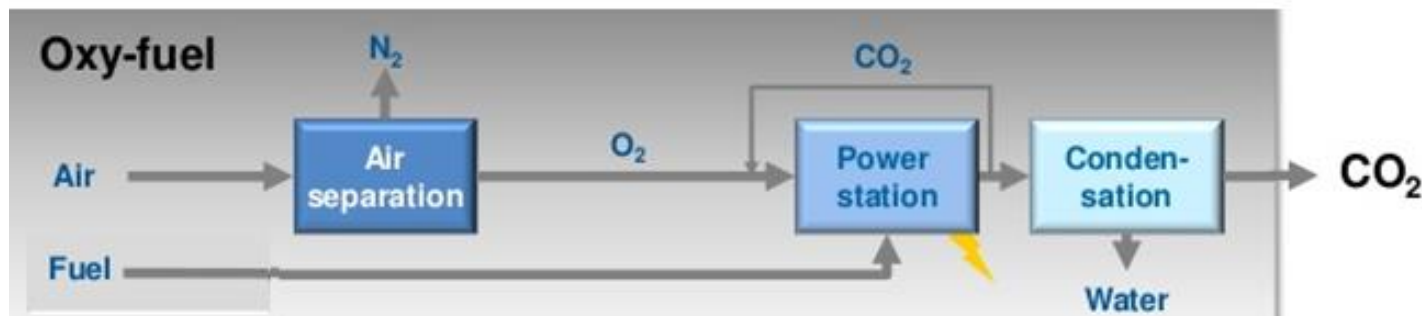 Oxy-fuel
N₂
CO₂
Air
Air
separation
O₂
Power
station
Conden-
sation
CO₂
Fuel
Water